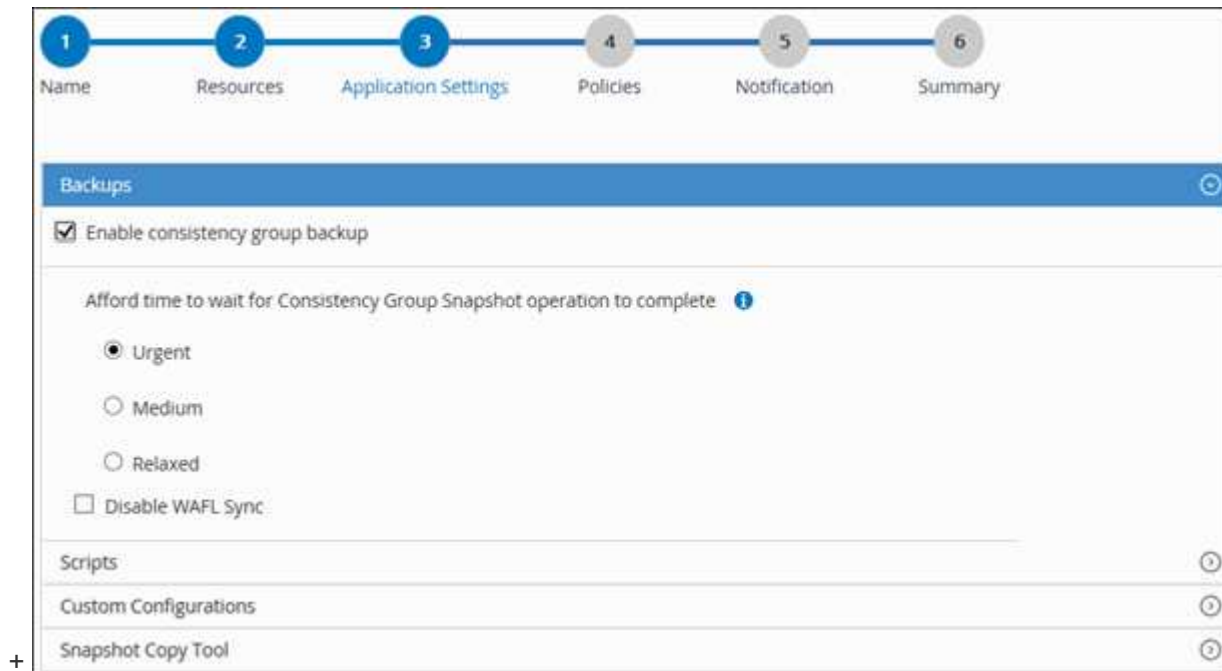 1 2 3 4 5 6
Name Resources Application Settings Policies Notification Summary
Backups
Enable consistency group backup
Afford time to wait for Consistency Group Snapshot operation to complete
Urgent
Medium
Relaxed
Disable WAFL Sync
Scripts
Custom Configurations
Snapshot Copy Tool
+